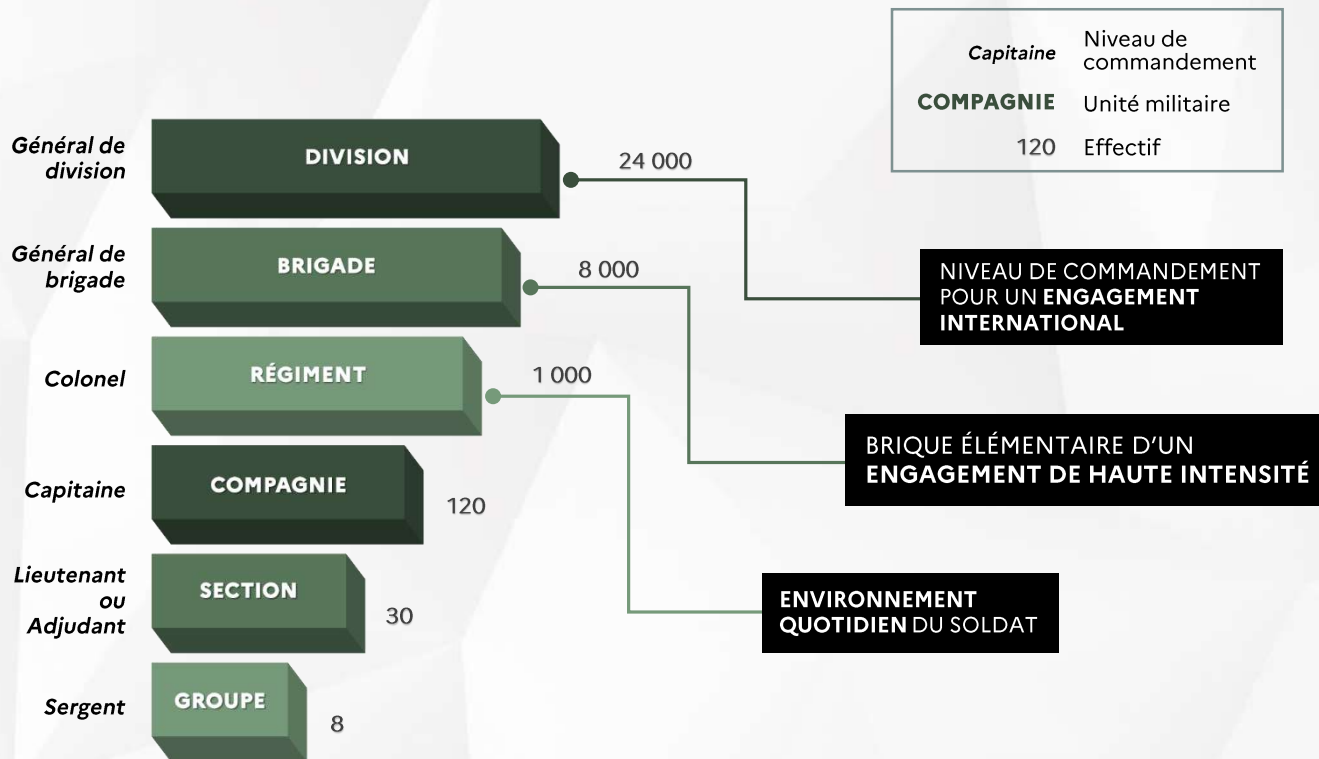 Capitaine
Niveau de
commandement
COMPAGNIE
Unité militaire
120
Effectif
Général de
division
DIVISION
24 000
Général de
brigade
BRIGADE
8 000
NIVEAU DE COMMANDEMENT
POUR UN ENGAGEMENT
INTERNATIONAL
Colonel
RÉGIMENT
1 000
BRIQUE ÉLÉMENTAIRE D’UN
ENGAGEMENT DE HAUTE INTENSITÉ
Capitaine
COMPAGNIE
120
Lieutenant
ou
Adjudant
SECTION
30
ENVIRONNEMENT
QUOTIDIEN DU SOLDAT
Sergent
GROUPE
8